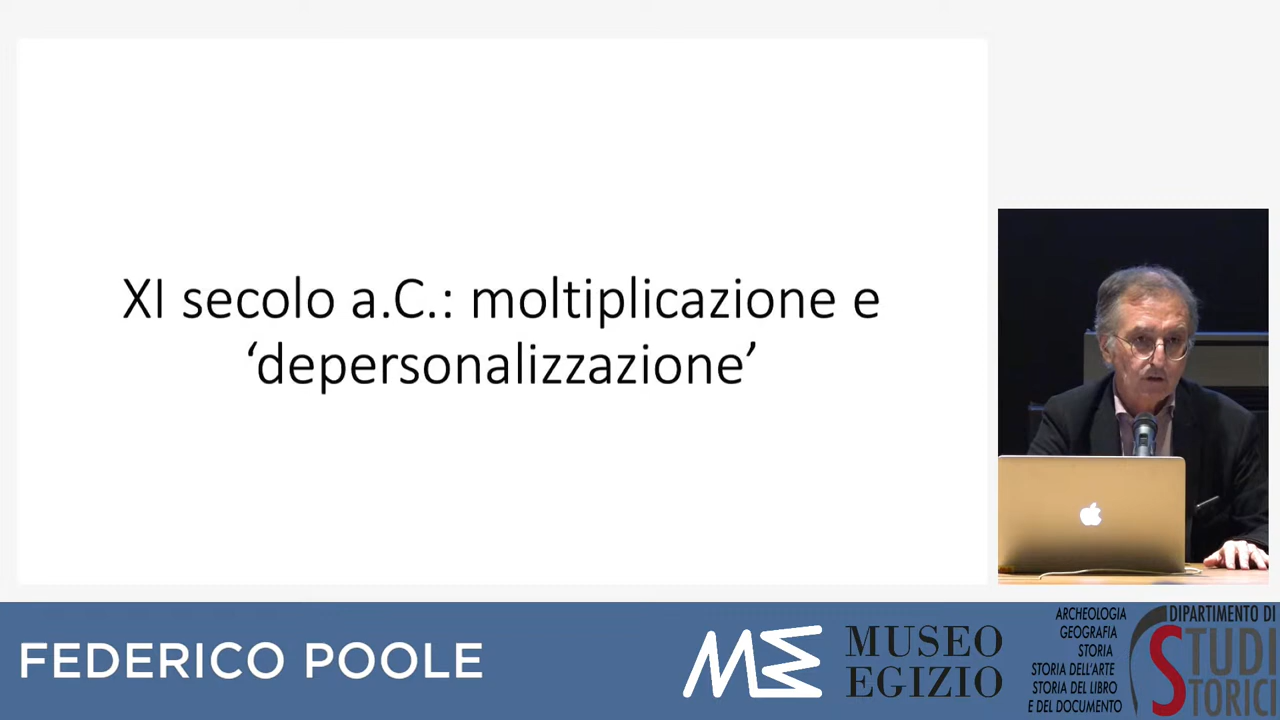 XI secolo a.C.: moltiplicazione e
‘depersonalizzazione’
FEDERICO POOLE
ME
MUSEO
EGIZIO
ARCHEOLOGIA
GEOGRAFIA
STORIA
STORIA DELL'ARTE
STORIA DEL LIBRO
E DEL DOCUMENTO
DIPARTIMENTO DI
STUDI
STORICI